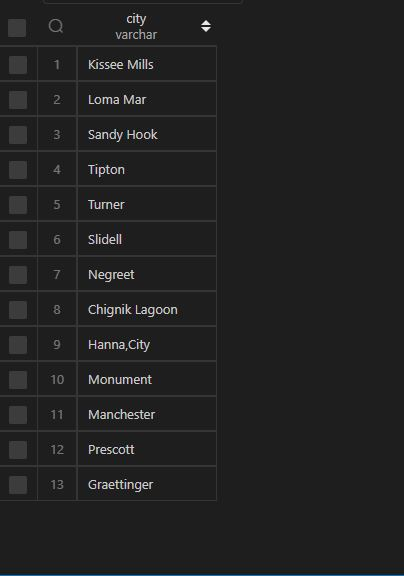 city
varchar
1 Kissee Mills
2 Loma Mar
3 Sandy Hook
4 Tipton
5 Turner
6 Slidell
7 Negreet
8 Chignik Lagoon
9 Hanna,City
10 Monument
11 Manchester
12 Prescott
13 Graettinger